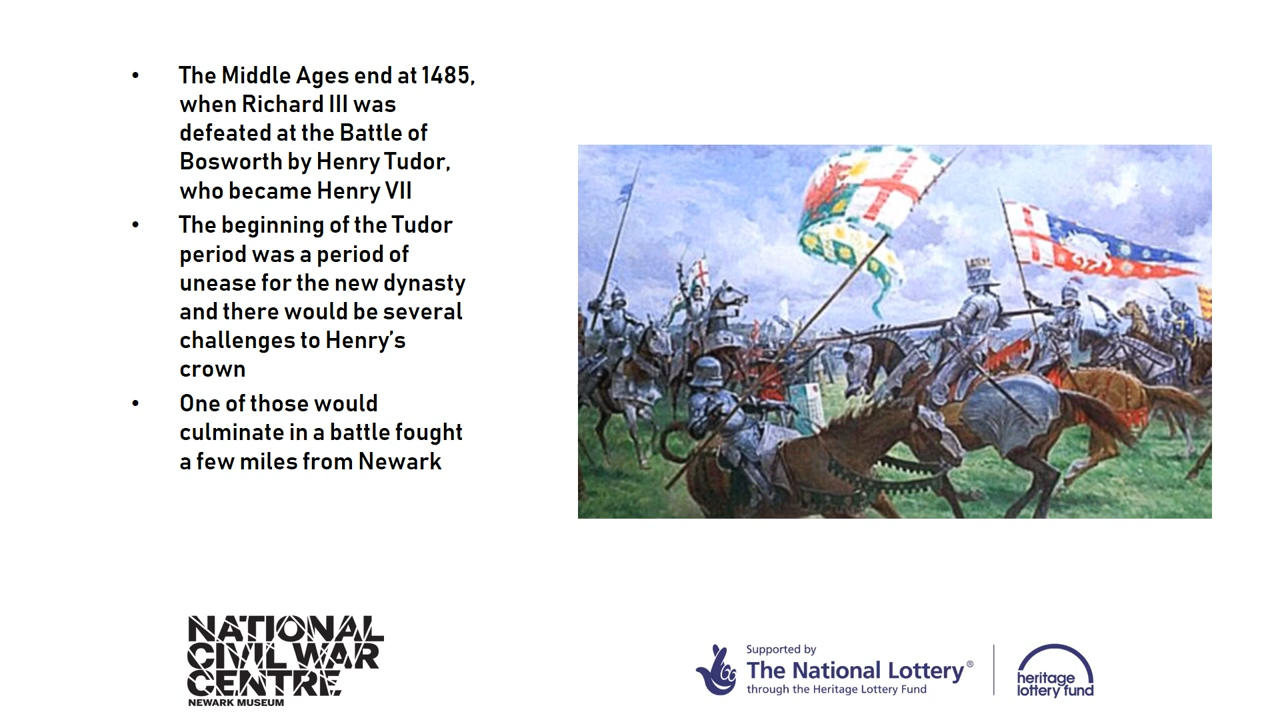 • The Middle Ages end at 1485,
when Richard III was
defeated at the Battle of
Bosworth by Henry Tudor,
who became Henry VII
• The beginning of the Tudor
period was a period of
unease for the new dynasty
and there would be several
challenges to Henry’s
crown
• One of those would
culminate in a battle fought
a few miles from Newark
NATIONAL
CIVIL WAR
CENTRE
NEWARK MUSEUM
Supported by
The National Lottery®
through the Heritage Lottery Fund
heritage
lottery fund